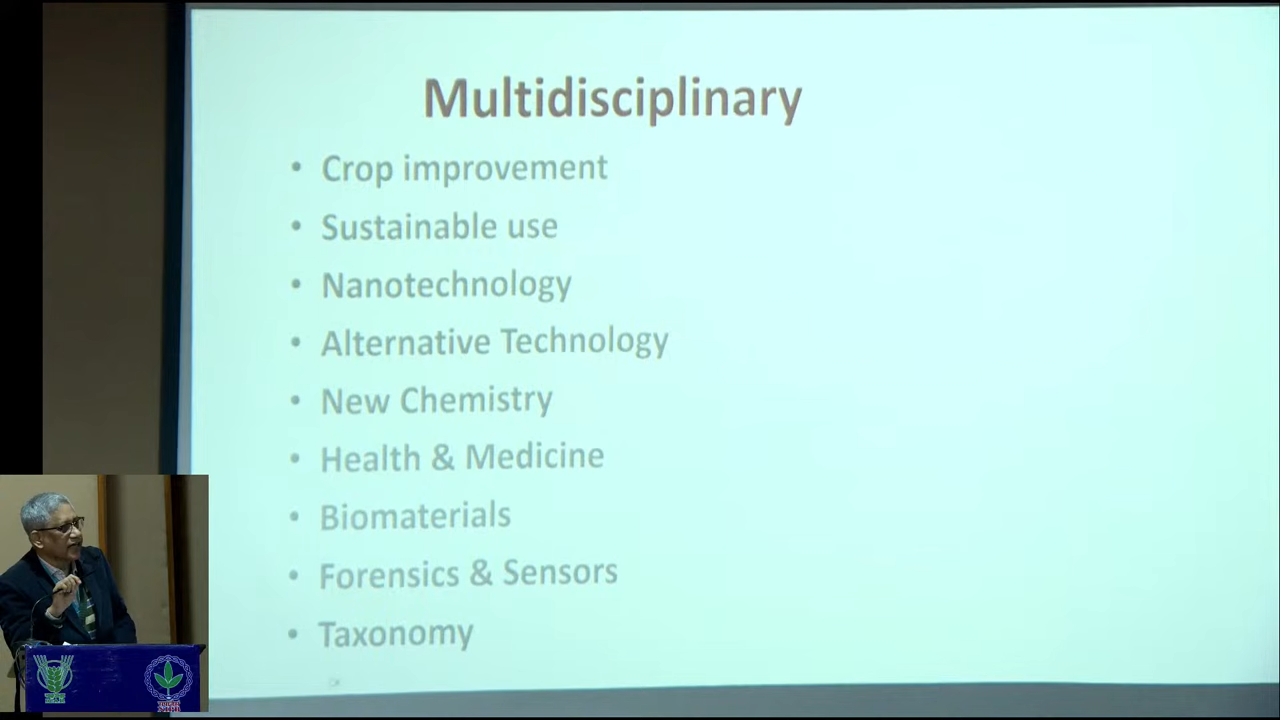 Multidisciplinary
• Crop improvement
• Sustainable use
• Nanotechnology
• Alternative Technology
• New Chemistry
• Health & Medicine
• Biomaterials
• Forensics & Sensors
• Taxonomy